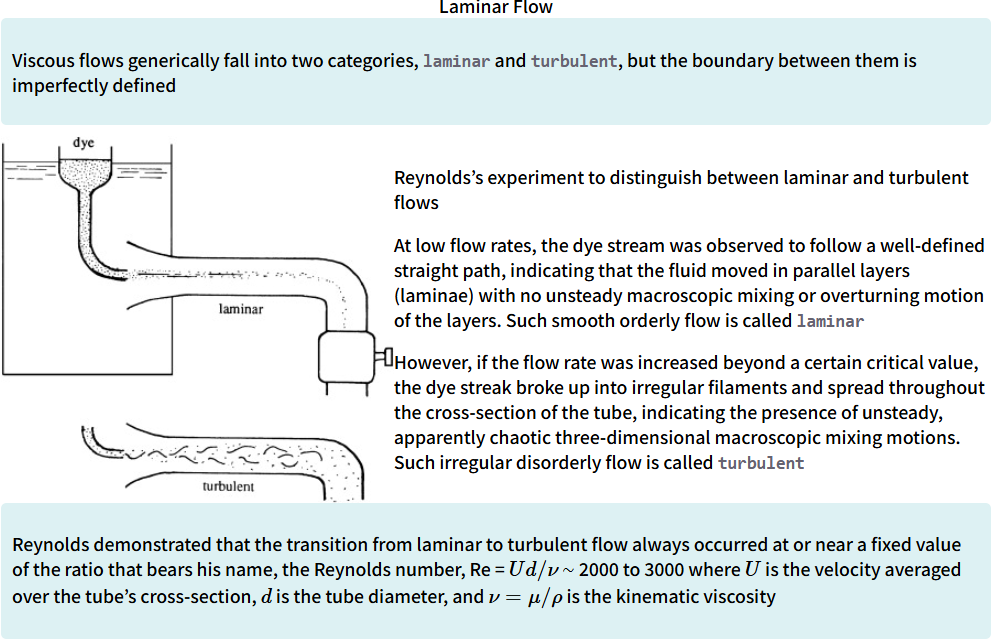 Laminar Flow
Viscous flows generically fall into two categories, laminar and turbulent, but the boundary between them is
imperfectly defined
dye
Reynolds's experiment to distinguish between laminar and turbulent
flows
At low flow rates, the dye stream was observed to follow a well-defined
straight path, indicating that the fluid moved in parallel layers
(laminae) with no unsteady macroscopic mixing or overturning motion
of the layers. Such smooth orderly flow is called laminar
laminar
However, if the flow rate was increased beyond a certain critical value,
the dye streak broke up into irregular filaments and spread throughout
the cross-section of the tube, indicating the presence of unsteady,
apparently chaotic three-dimensional macroscopic mixing motions.
Such irregular disorderly flow is called turbulent
turbulent
Reynolds demonstrated that the transition from laminar to turbulent flow always occurred at or near a fixed value
of the ratio that bears his name, the Reynolds number, Re = Ud/ν ~ 2000 to 3000 where U is the velocity averaged
over the tube's cross-section, d is the tube diameter, and ν = μ/ρ is the kinematic viscosity